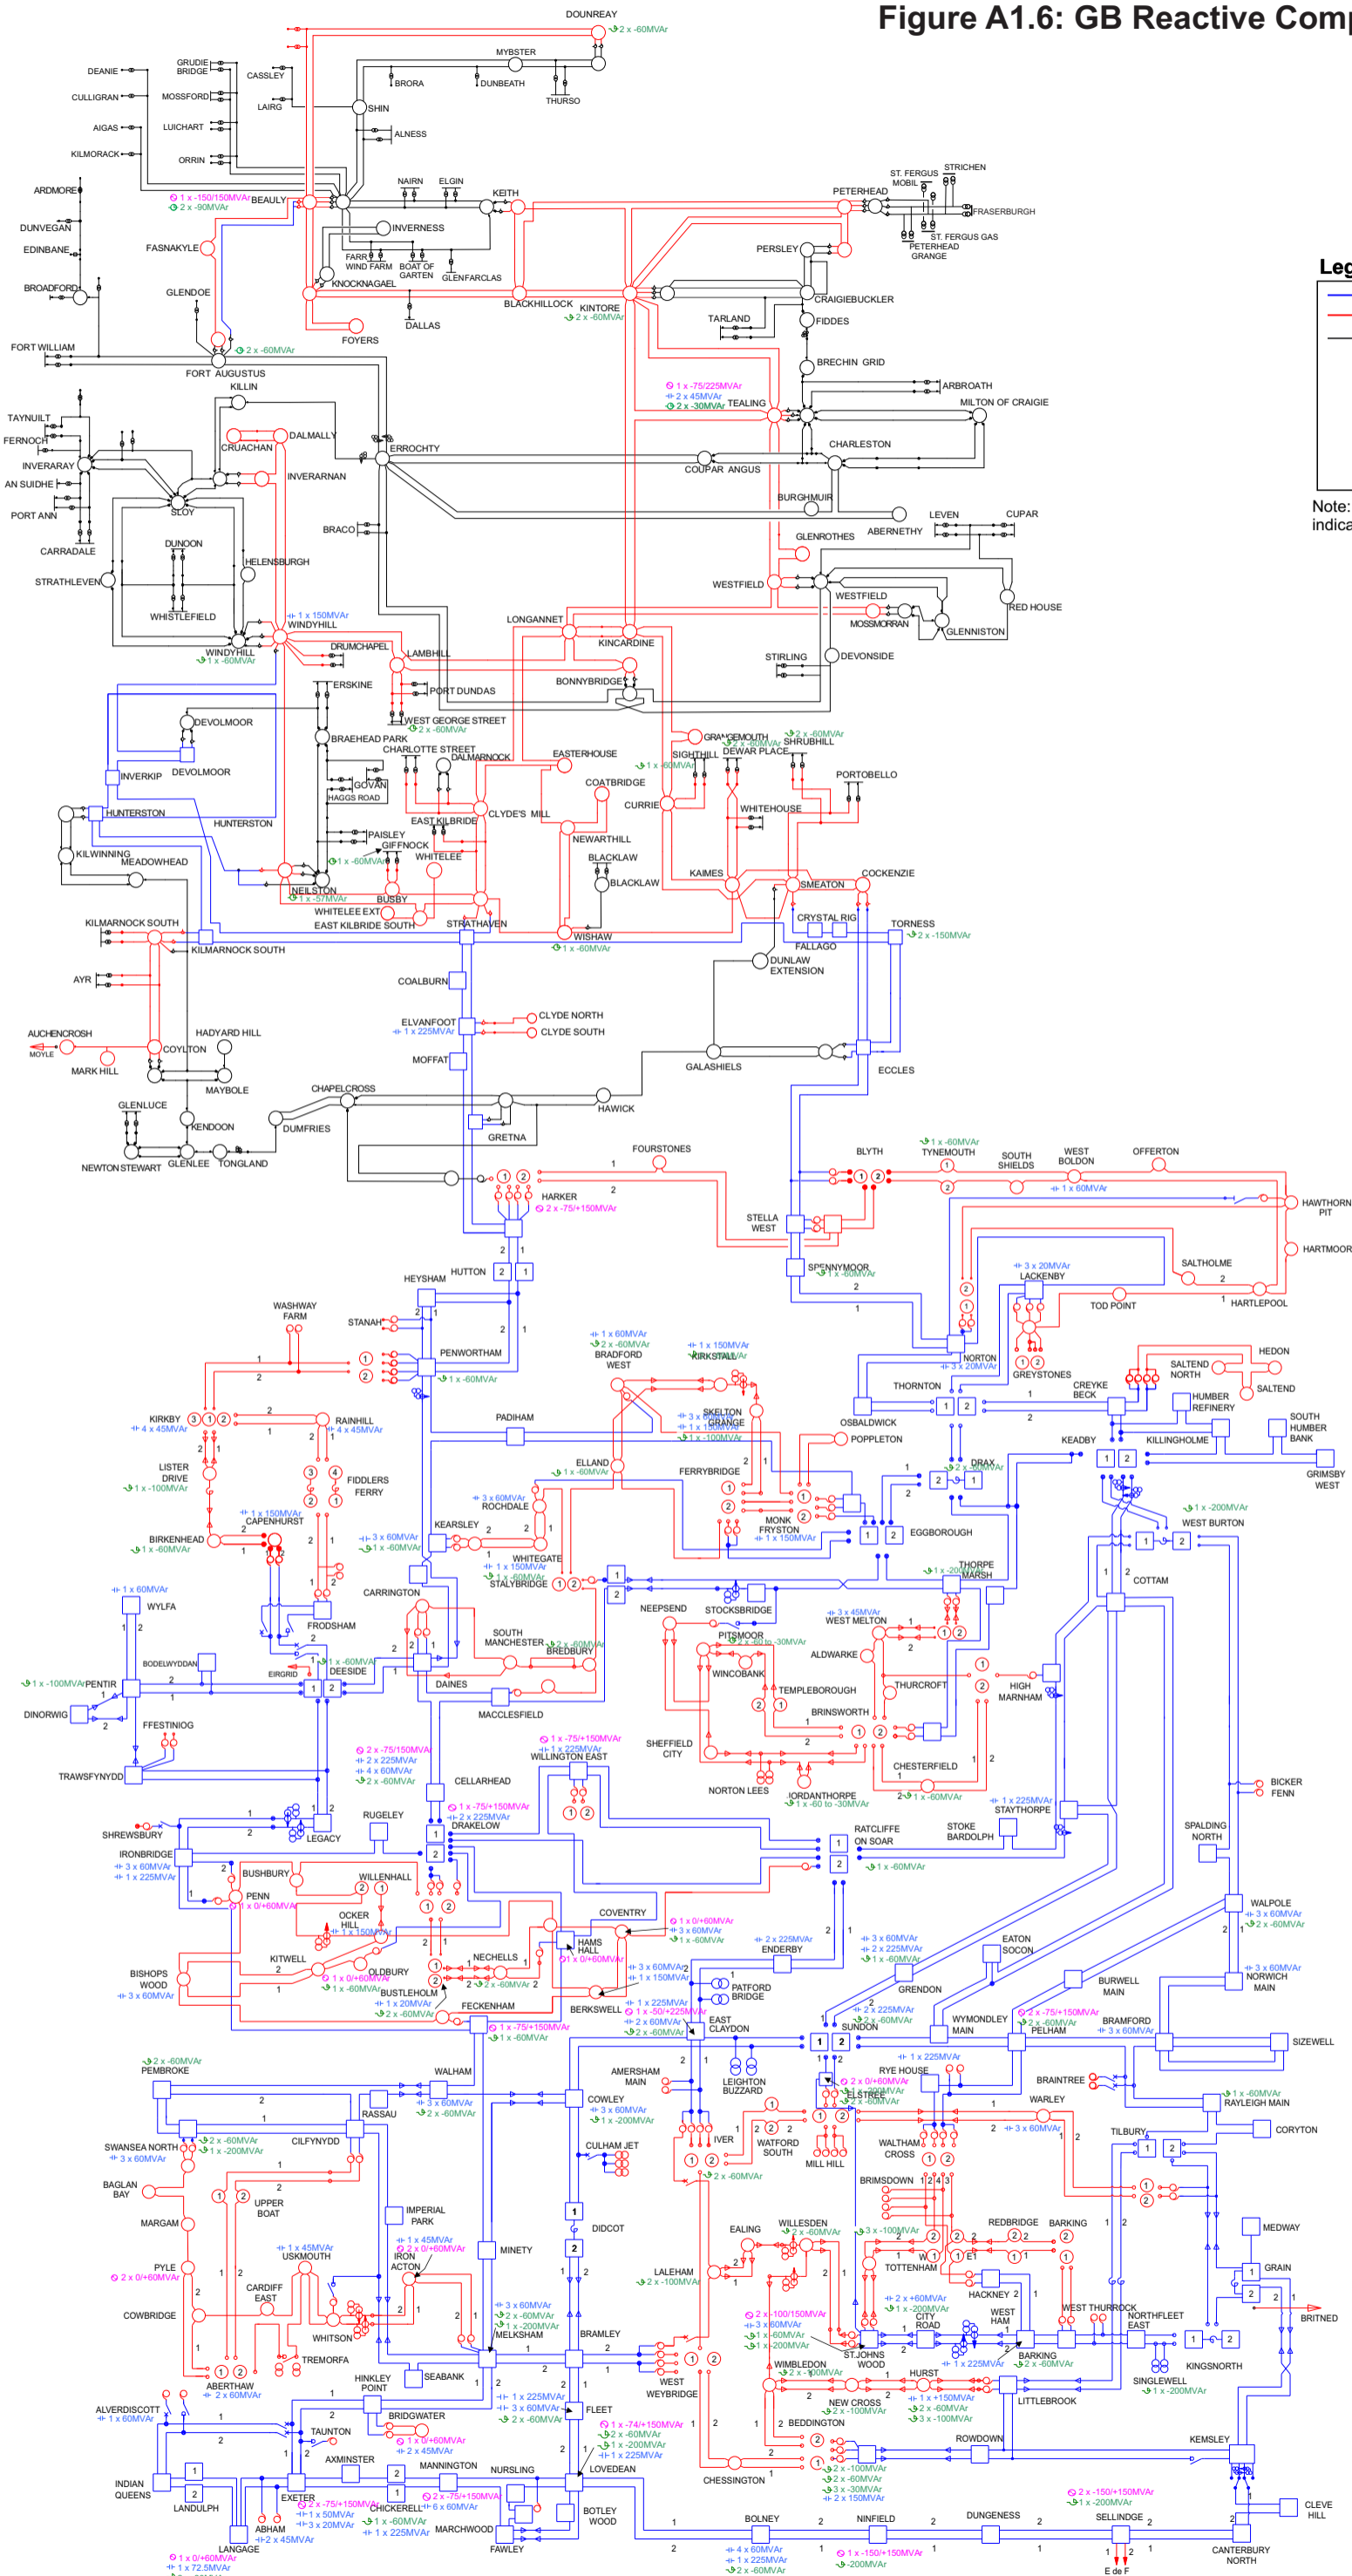 Figure A1.6: GB Reactive Comp
DOUNREAY
2 x -60MVAr
MYBSTER
GRUDIE
BRIDGE
DEANIE
CASSLEY
BRORA
DUNBEATH
THURSO
CULLIGRAN
MOSSFORD
LAIRG
SHIN
AIGAS
LUICHART
ALNESS
KILMORACK
ORRIN
STRICHEN
ST. FERGUS
MOBIL
ARDMORE
NAIRN
ELGIN
KEITH
PETERHEAD
1 x -150/150MVAr
BEAULY
2 x -90MVAr
FRASERBURGH
DUNVEGAN
INVERNESS
ST. FERGUS GAS
PETERHEAD
GRANGE
EDINBANE
FASNAKYLE
PERSLEY
FARR
WIND FARM
BOAT OF
GARTEN
GLENFARCLAS
Leg
BROADFORD
GLENDOE
KNOCKNAGAEL
BLACKHILLOCK
KINTORE
CRAIGIEBUCKLER
2 x -60MVAr
DALLAS
TARLAND
FIDDES
FOYERS
FORT WILLIAM
2 x -60MVAr
FORT AUGUSTUS
BRECHIN GRID
KILLIN
1 x -75/225MVAr
2 x 45MVAr
2 x -30MVAr
TEALING
ARBROATH
MILTON OF CRAIGIE
TAYNUILT
FERNOCH
CRUACHAN
DALMALLY
ERROCHTY
CHARLESTON
INVERARAY
INVERARNAN
COUPAR ANGUS
AN SUIDHE
SLOY
BURGHMUIR
PORT ANN
BRACO
ABERNETHY
LEVEN
CUPAR
Note:
indica
CARRADALE
DUNOON
HELENSBURGH
GLENROTHES
STRATHLEVEN
WESTFIELD
WESTFIELD
WHISTLEFIELD
1 x 150MVAr
WINDYHILL
LONGANNET
KINCARDINE
MOSSMORRAN
RED HOUSE
GLENNISTON
WINDYHILL
1 x -60MVAr
DRUMCHAPEL
LAMBHILL
STIRLING
DEVONSIDE
ERSKINE
PORT DUNDAS
BONNYBRIDGE
DEVOLMOOR
WEST GEORGE STREET
2 x -60MVAr
BRAEHEAD PARK
CHARLOTTE STREET
DALMARNOCK
EASTERHOUSE
GRANGEMOUTH
2 x -60MVAr
SHRUBHILL
SIGHTHILL
DEWAR PLACE
2 x -60MVAr
1 x -60MVAr
DEVOLMOOR
INVERKIP
GOVAN
HAGGS ROAD
COATBRIDGE
PORTOBELLO
HUNTERSTON
HUNTERSTON
CLYDE'S MILL
CURRIE
WHITEHOUSE
EAST KILBRIDE
NEWARTHILL
PAISLEY
GIFFNOCK
KILWINNING
MEADOWHEAD
1 x -60MVAr
WHITELEE
BLACKLAW
BLACKLAW
KAIMES
SMEATON
COCKENZIE
NEILSTON
1 x -57MVAr
BUSBY
WHITELEE EXT
EAST KILBRIDE SOUTH
STRATHAVEN
WISHAW
1 x -60MVAr
CRYSTAL RIG
FALLAGO
TORNESS
2 x -150MVAr
KILMARNOCK SOUTH
KILMARNOCK SOUTH
DUNLAW
EXTENSION
AYR
COALBURN
ELVANFOOT
1 x 225MVAr
CLYDE NORTH
CLYDE SOUTH
AUCHENCROSH
MOYLE
HADYARD HILL
COYLTON
MOFFAT
MARK HILL
MAYBOLE
GALASHIELS
ECCLES
GLENLUCE
CHAPELCROSS
HAWICK
KENDOON
DUMFRIES
GRETNA
NEWTON STEWART
GLENLEE
TONGLAND
FOURSTONES
BLYTH
1 x -60MVAr
TYNEMOUTH
SOUTH
SHIELDS
WEST
BOLDON
OFFERTON
1 x 60MVAr
HARKER
2 x -75/+150MVAr
HAWTHORN
PIT
STELLA
WEST
HARTMOOR
HUTTON
SPENNYMOOR
1 x -60MVAr
3 x 20MVAr
LACKENBY
SALTHOLME
HEYSHAM
TOD POINT
HARTLEPOOL
WASHWAY
FARM
STANAH
PENWORTHAM
1 x -60MVAr
1 x 60MVAr
2 x -60MVAr
BRADFORD
WEST
1 x 150MVAr
KIRKSTALL
NORTON
3 x 20MVAr
GREYSTONES
HEDON
SALTEND
NORTH
SALTEND
THORNTON
CREYKE
BECK
KIRKBY
4 x 45MVAr
RAINHILL
4 x 45MVAr
PADIHAM
SKELTON
GRANGE
1 x -100MVAr
OSBALDWICK
POPPLETON
HUMBER
REFINERY
SOUTH
HUMBER
BANK
KEADBY
KILLINGHOLME
GRIMSBY
WEST
LISTER
DRIVE
1 x -100MVAr
FIDDLERS
FERRY
ELLAND
1 x -60MVAr
FERRYBRIDGE
DRAX
3 x 60MVAr
ROCHDALE
1 x -200MVAr
WEST BURTON
1 x 150MVAr
CAPENHURST
BIRKENHEAD
1 x -60MVAr
KEARSLEY
3 x 60MVAr
1 x -60MVAr
MONK
FRYSTON
1 x 150MVAr
EGGBOROUGH
WHITEGATE
1 x 150MVAr
1 x -60MVAr
STALYBRIDGE
THORPE
MARSH
COTTAM
1 x 60MVAr
WYLFA
CARRINGTON
FRODSHAM
NEEPSEND
STOCKSBRIDGE
3 x 45MVAr
WEST MELTON
SOUTH
MANCHESTER
2 x -60MVAr
BREDBURY
PITSMOOR
2 x -60 to -30MVAr
WINCOBANK
ALDWARKE
BODELWYDDAN
EIRGRID
1 x -60MVAr
DEESIDE
1 x -100MVAr
PENTIR
DAINES
MACCLESFIELD
TEMPLEBOROUGH
THURCROFT
HIGH
MARNHAM
DINORWIG
FFESTINIOG
BRINSWORTH
2 x -75/150MVAr
2 x 225MVAr
4 x 60MVAr
2 x -60MVAr
CELLARHEAD
1 x -75/+150MVAr
1 x 225MVAr
WILLINGTON EAST
SHEFFIELD
CITY
CHESTERFIELD
TRAWSFYNYDD
NORTON LEES
JORDANTHORPE
1 x -60 to -30MVAr
1 x -60MVAr
BICKER
FENN
1 x -75/+150MVAr
2 x 225MVAr
DRAKELOW
1 x 225MVAr
STAYTHORPE
SHREWSBURY
LEGACY
RUGELEY
RATCLIFFE
ON SOAR
1 x -60MVAr
STOKE
BARDOLPH
SPALDING
NORTH
IRONBRIDGE
3 x 60MVAr
1 x 225MVAr
BUSHBURY
WILLENHALL
PENN
1 x 0/+60MVAr
OCKER
HILL
1 x 150MVAr
COVENTRY
1 x 0/+60MVAr
3 x 60MVAr
1 x -60MVAr
WALPOLE
3 x 60MVAr
2 x -60MVAr
HAMS
HALL
1 x 0/+60MVAr
2 x 225MVAr
ENDERBY
3 x 60MVAr
2 x 225MVAr
1 x -60MVAr
GRENDON
EATON
SOCON
KITWELL
OLDBURY
1 x 0/+60MVAr
1 x -60MVAr
NECHELLS
2 x -60MVAr
BISHOPS
WOOD
3 x 60MVAr
BUSTLEHOLM
1 x 20MVAr
2 x -60MVAr
3 x 60MVAr
1 x 150MVAr
BERKSWELL
PATFORD
BRIDGE
BURWELL
MAIN
3 x 60MVAr
NORWICH
MAIN
FECKENHAM
1 x -75/+150MVAr
1 x -60MVAr
1 x 225MVAr
1 x -50/+225MVAr
2 x 60MVAr
2 x -60MVAr
EAST
CLAYDON
2 x 225MVAr
2 x -60MVAr
SUNDON
WYMONDLEY
MAIN
2 x -75/+150MVAr
2 x -60MVAr
PELHAM
BRAMFORD
3 x 60MVAr
SIZEWELL
2 x -60MVAr
PEMBROKE
WALHAM
3 x 60MVAr
2 x -60MVAr
RASSAU
COWLEY
3 x 60MVAr
1 x -200MVAr
AMERSHAM
MAIN
LEIGHTON
BUZZARD
2 x 0/+60MVAr
1 x -200MVAr
ELSTREE
2 x -60MVAr
1 x 225MVAr
RYE HOUSE
BRAINTREE
WARLEY
3 x 60MVAr
1 x -60MVAr
RAYLEIGH MAIN
CORYTON
2 x -60MVAr
1 x -200MVAr
SWANSEA NORTH
3 x 60MVAr
CILFYNYDD
CULHAM JET
IVER
2 x -60MVAr
WATFORD
SOUTH
MILL HILL
WALTHAM
CROSS
TILBURY
BAGLAN
BAY
UPPER
BOAT
IMPERIAL
PARK
BRIMSDOWN
MARGAM
DIDCOT
MEDWAY
1 x 45MVAr
2 x 0/+60MVAr
IRON
ACTON
1 x 45MVAr
USKMOUTH
MINETY
EALING
WILLESDEN
2 x -60MVAr
3 x -100MVAr
REDBRIDGE
BARKING
TOTTENHAM
HACKNEY
PYLE
2 x 0/+60MVAr
LALEHAM
2 x -100MVAr
GRAIN
CARDIFF
EAST
COWBRIDGE
WHITSON
3 x 60MVAr
2 x -60MVAr
1 x -200MVAr
MELKSHAM
BRAMLEY
2 x -100/150MVAr
3 x 60MVAr
1 x -60MVAr
1 x -200MVAr
ST.JOHNS
WOOD
2 x +60MVAr
1 x -200MVAr
CITY
ROAD
WEST
HAM
WEST THURROCK
NORTHFLEET
EAST
BRITNED
1 x 225MVAr
BARKING
2 x -60MVAr
SINGLEWELL
1 x -200MVAr
KINGSNORTH
TREMORFA
ABERTHAW
2 x 60MVAr
SEABANK
HINKLEY
POINT
WEST
WEYBRIDGE
WIMBLEDON
2 x -100MVAr
NEW CROSS
2 x -100MVAr
HURST
1 x +150MVAr
2 x -60MVAr
3 x -100MVAr
LITTLEBROOK
ALVERDISCOTT
1 x 60MVAr
BRIDGWATER
1 x 0/+60MVAr
2 x 45MVAr
TAUNTON
1 x 225MVAr
3 x 60MVAr
2 x -60MVAr
FLEET
1 x -74/+150MVAr
2 x -60MVAr
1 x -200MVAr
1 x 225MVAr
LOVEDEAN
BEDDINGTON
2 x -100MVAr
2 x -60MVAr
3 x -30MVAr
2 x 150MVAr
CHESSINGTON
ROWDOWN
KEMSLEY
INDIAN
QUEENS
LANDULPH
AXMINSTER
EXETER
2 x -75/+150MVAr
1 x 50MVAr
3 x 20MVAr
CHICKERELL
1 x -60MVAr
1 x 225MVAr
MANNINGTON
2 x -75/+150MVAr
6 x 60MVAr
NURSLING
MARCHWOOD
FAWLEY
BOTLEY
WOOD
ABHAM
2 x 45MVAr
LANGAGE
1 x 0/+60MVAr
1 x 72.5MVAr
BOLNEY
4 x 60MVAr
1 x 225MVAr
2 x -60MVAr
NINFIELD
1 x -150/+150MVAr
-200MVAr
DUNGENESS
2 x -150/+150MVAr
1 x -200MVAr
SELLINDGE
E de F
CLEVE
HILL
CANTERBURY
NORTH